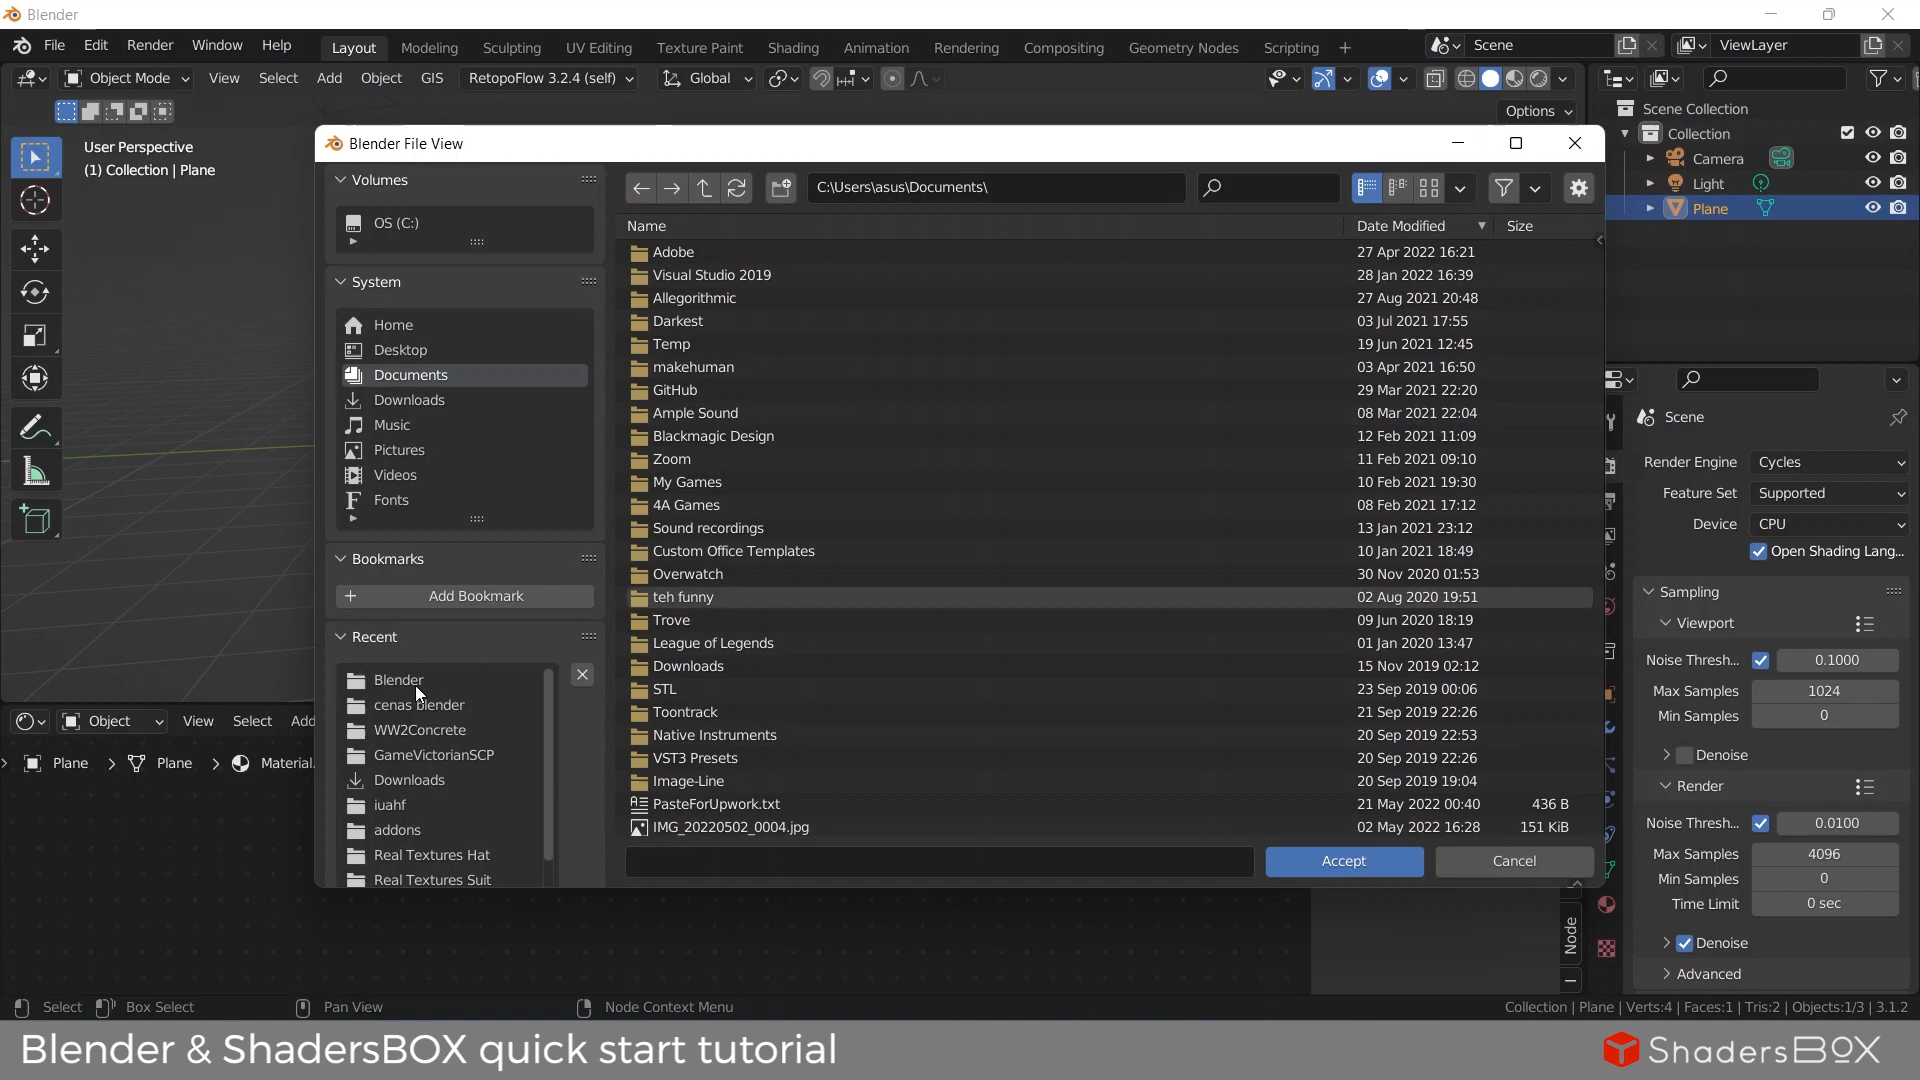 Blender
File Edit Render Window Help
Layout Modeling Sculpting UV Editing Texture Paint Shading Animation Rendering Compositing Geometry Nodes Scripting +
Scene
ViewLayer
Object Mode View Select Add Object GIS RetopoFlow 3.2.4 (self) Global
Options
User Perspective
(1) Collection | Plane
Scene Collection
Collection
Camera
Light
Plane
Blender File View
Volumes
OS (C:)
System
Home
Desktop
Documents
Downloads
Music
Pictures
Videos
Fonts
Bookmarks
Add Bookmark
Recent
Blender
cenas blender
WW2Concrete
GameVictorianSCP
Downloads
iuahf
addons
Real Textures Hat
Real Textures Suit
C:\Users\asus\Documents\
Name Date Modified Size
Adobe 27 Apr 2022 16:21
Visual Studio 2019 28 Jan 2022 16:39
Allegorithmic 27 Aug 2021 20:48
Darkest 03 Jul 2021 17:55
Temp 19 Jun 2021 12:45
makehuman 03 Apr 2021 16:50
GitHub 29 Mar 2021 22:20
Ample Sound 08 Mar 2021 22:04
Blackmagic Design 12 Feb 2021 11:09
Zoom 11 Feb 2021 09:10
My Games 10 Feb 2021 19:30
4A Games 08 Feb 2021 17:12
Sound recordings 13 Jan 2021 23:12
Custom Office Templates 10 Jan 2021 18:49
Overwatch 30 Nov 2020 01:53
teh funny 02 Aug 2020 19:51
Trove 09 Jun 2020 18:19
League of Legends 01 Jan 2020 13:47
Downloads 15 Nov 2019 02:12
STL 23 Sep 2019 00:06
Toontrack 21 Sep 2019 22:26
Native Instruments 20 Sep 2019 22:53
VST3 Presets 20 Sep 2019 22:26
Image-Line 20 Sep 2019 19:04
PasteForUpwork.txt 21 May 2022 00:40 436 B
IMG_20220502_0004.jpg 02 May 2022 16:28 151 KiB
Accept
Cancel
Scene
Render Engine Cycles
Feature Set Supported
Device CPU
Open Shading Lang...
Sampling
Viewport
Noise Thresh... 0.1000
Max Samples 1024
Min Samples 0
Denoise
Render
Noise Thresh... 0.0100
Max Samples 4096
Min Samples 0
Time Limit 0 sec
Denoise
Advanced
Object View Select Add
Plane > Plane > Material.
Node
Select Box Select Pan View Node Context Menu
Collection | Plane | Verts:4 | Faces:1 | Tris:2 | Objects:1/3 | 3.1.2
Blender & ShadersBOX quick start tutorial
ShadersBOX